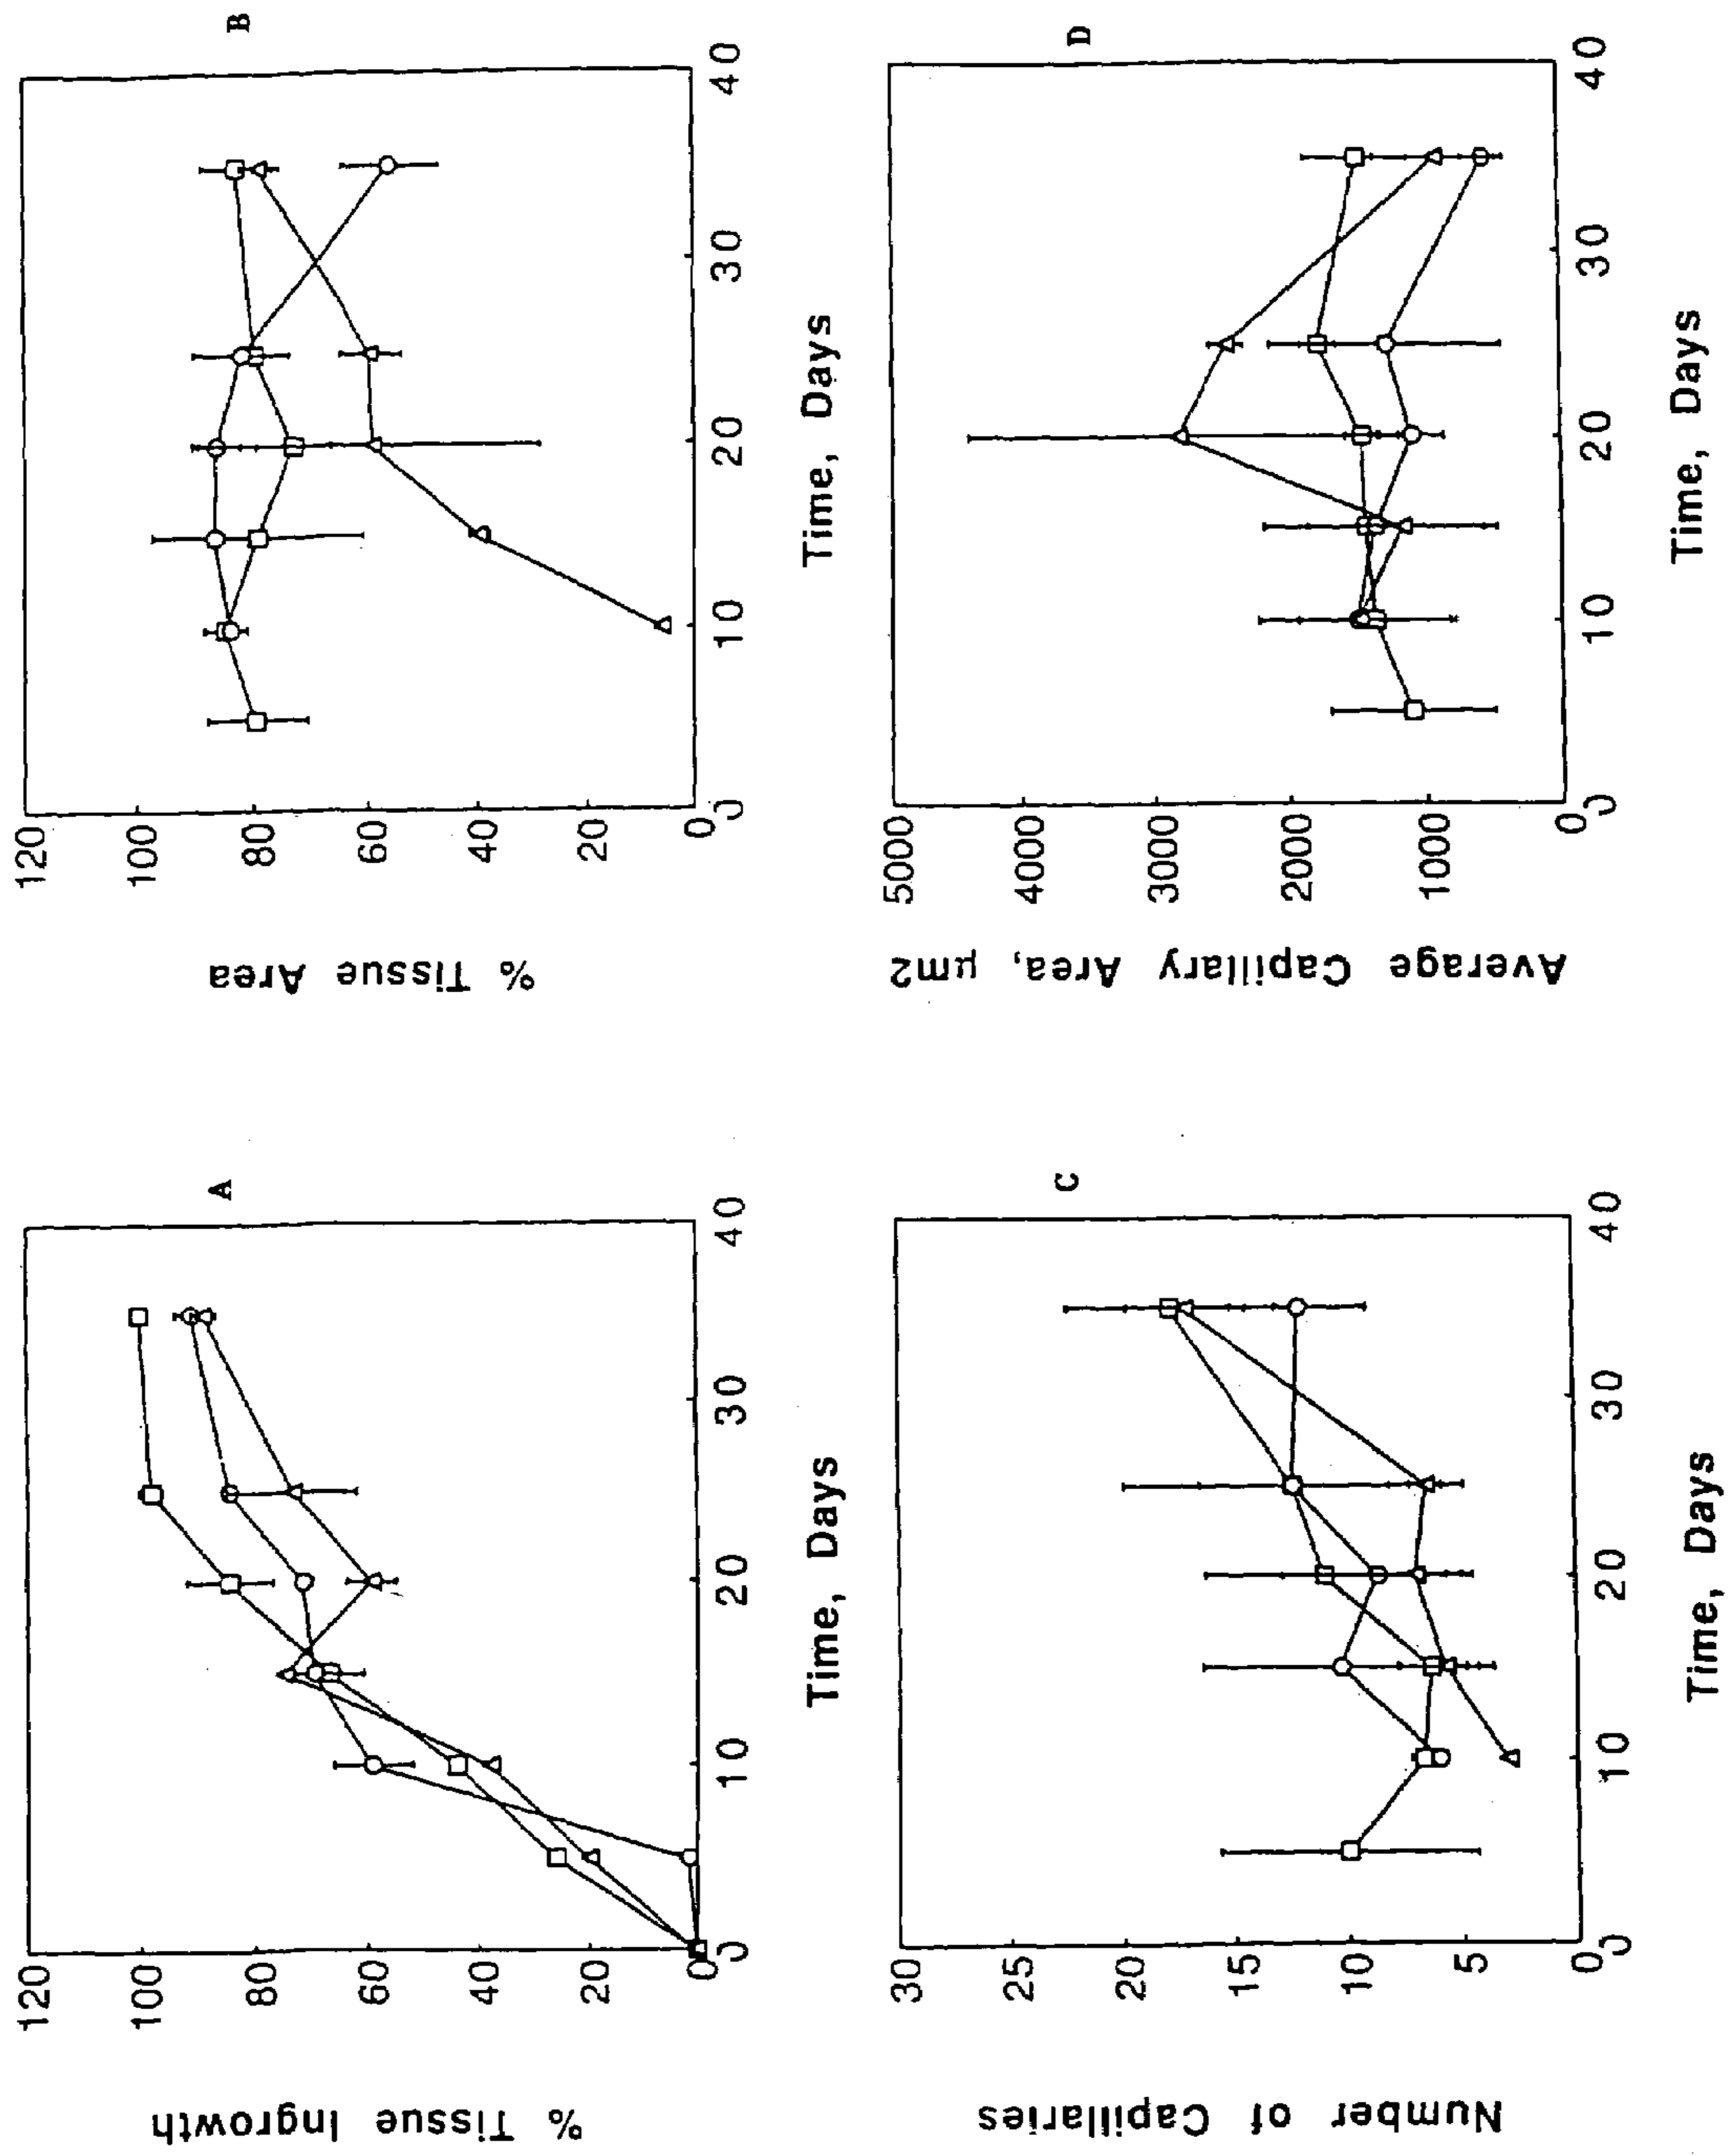 A
% Tissue Ingrowth
120
100
80
60
40
20
0
0 10 20 30 40
Time, Days
B
% Tissue Area
120
100
80
60
40
20
0
0 10 20 30 40
Time, Days
C
Number of Capillaries
30
25
20
15
10
5
0
0 10 20 30 40
Time, Days
D
Average Capillary Area, μm2
5000
4000
3000
2000
1000
0
0 10 20 30 40
Time, Days